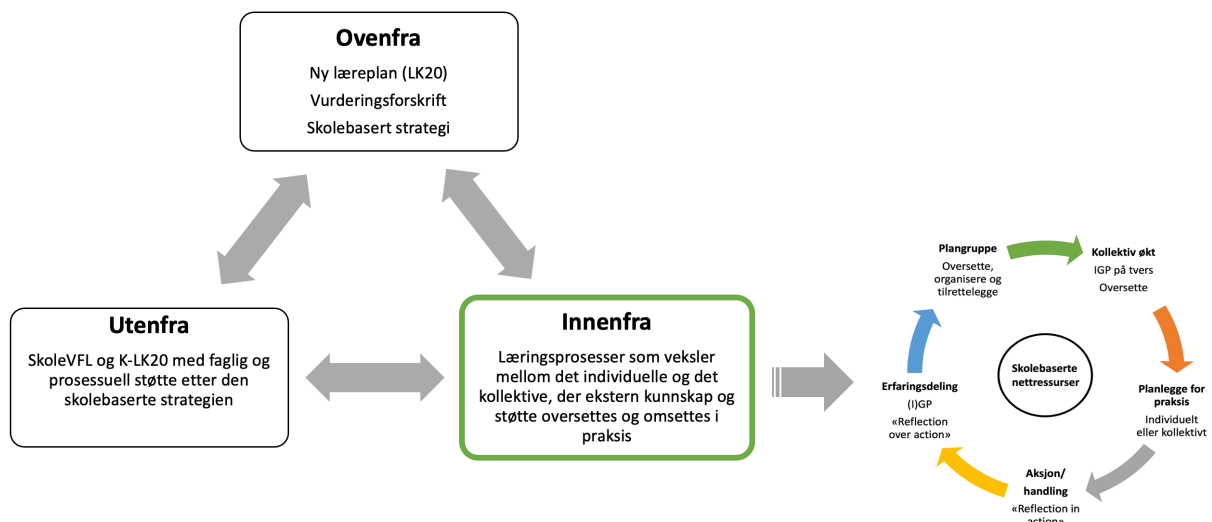 Ovenfra
Ny læreplan (LK20)
Vurderingsforskrift
Skolebasert strategi
Utenfra
SkoleVFL og K-LK20 med faglig og
prosessuell støtte etter den
skolebaserte strategien
Innenfra
Læringsprosesser som veksler
mellom det individuelle og det
kollektive, der ekstern kunnskap og
støtte oversettes og omsettes i
praksis
Plangruppe
Oversette,
organisere og
tilrettelegge
Kollektiv økt
IGP på tvers
Oversette
Skolebaserte
nettressurser
Planlegge for
praksis
Individuelt
eller kollektivt
Aksjon/
handling
«Reflection in
action»
Erfaringsdeling
(I)GP
«Reflection
over action»